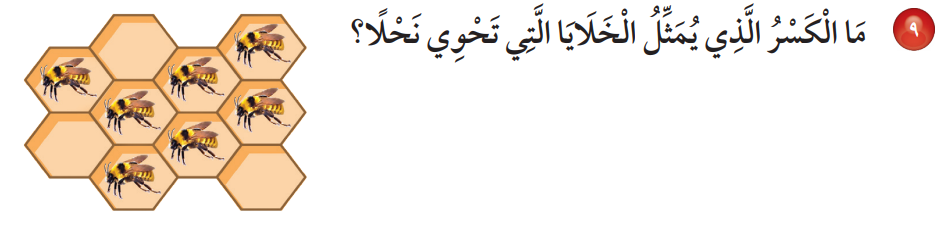 ٩ مَا الْكَسْرُ الَّذِي يُمَثِّلُ الْخَلَايَا الَّتِي تَحْوِي نَحْلًا؟